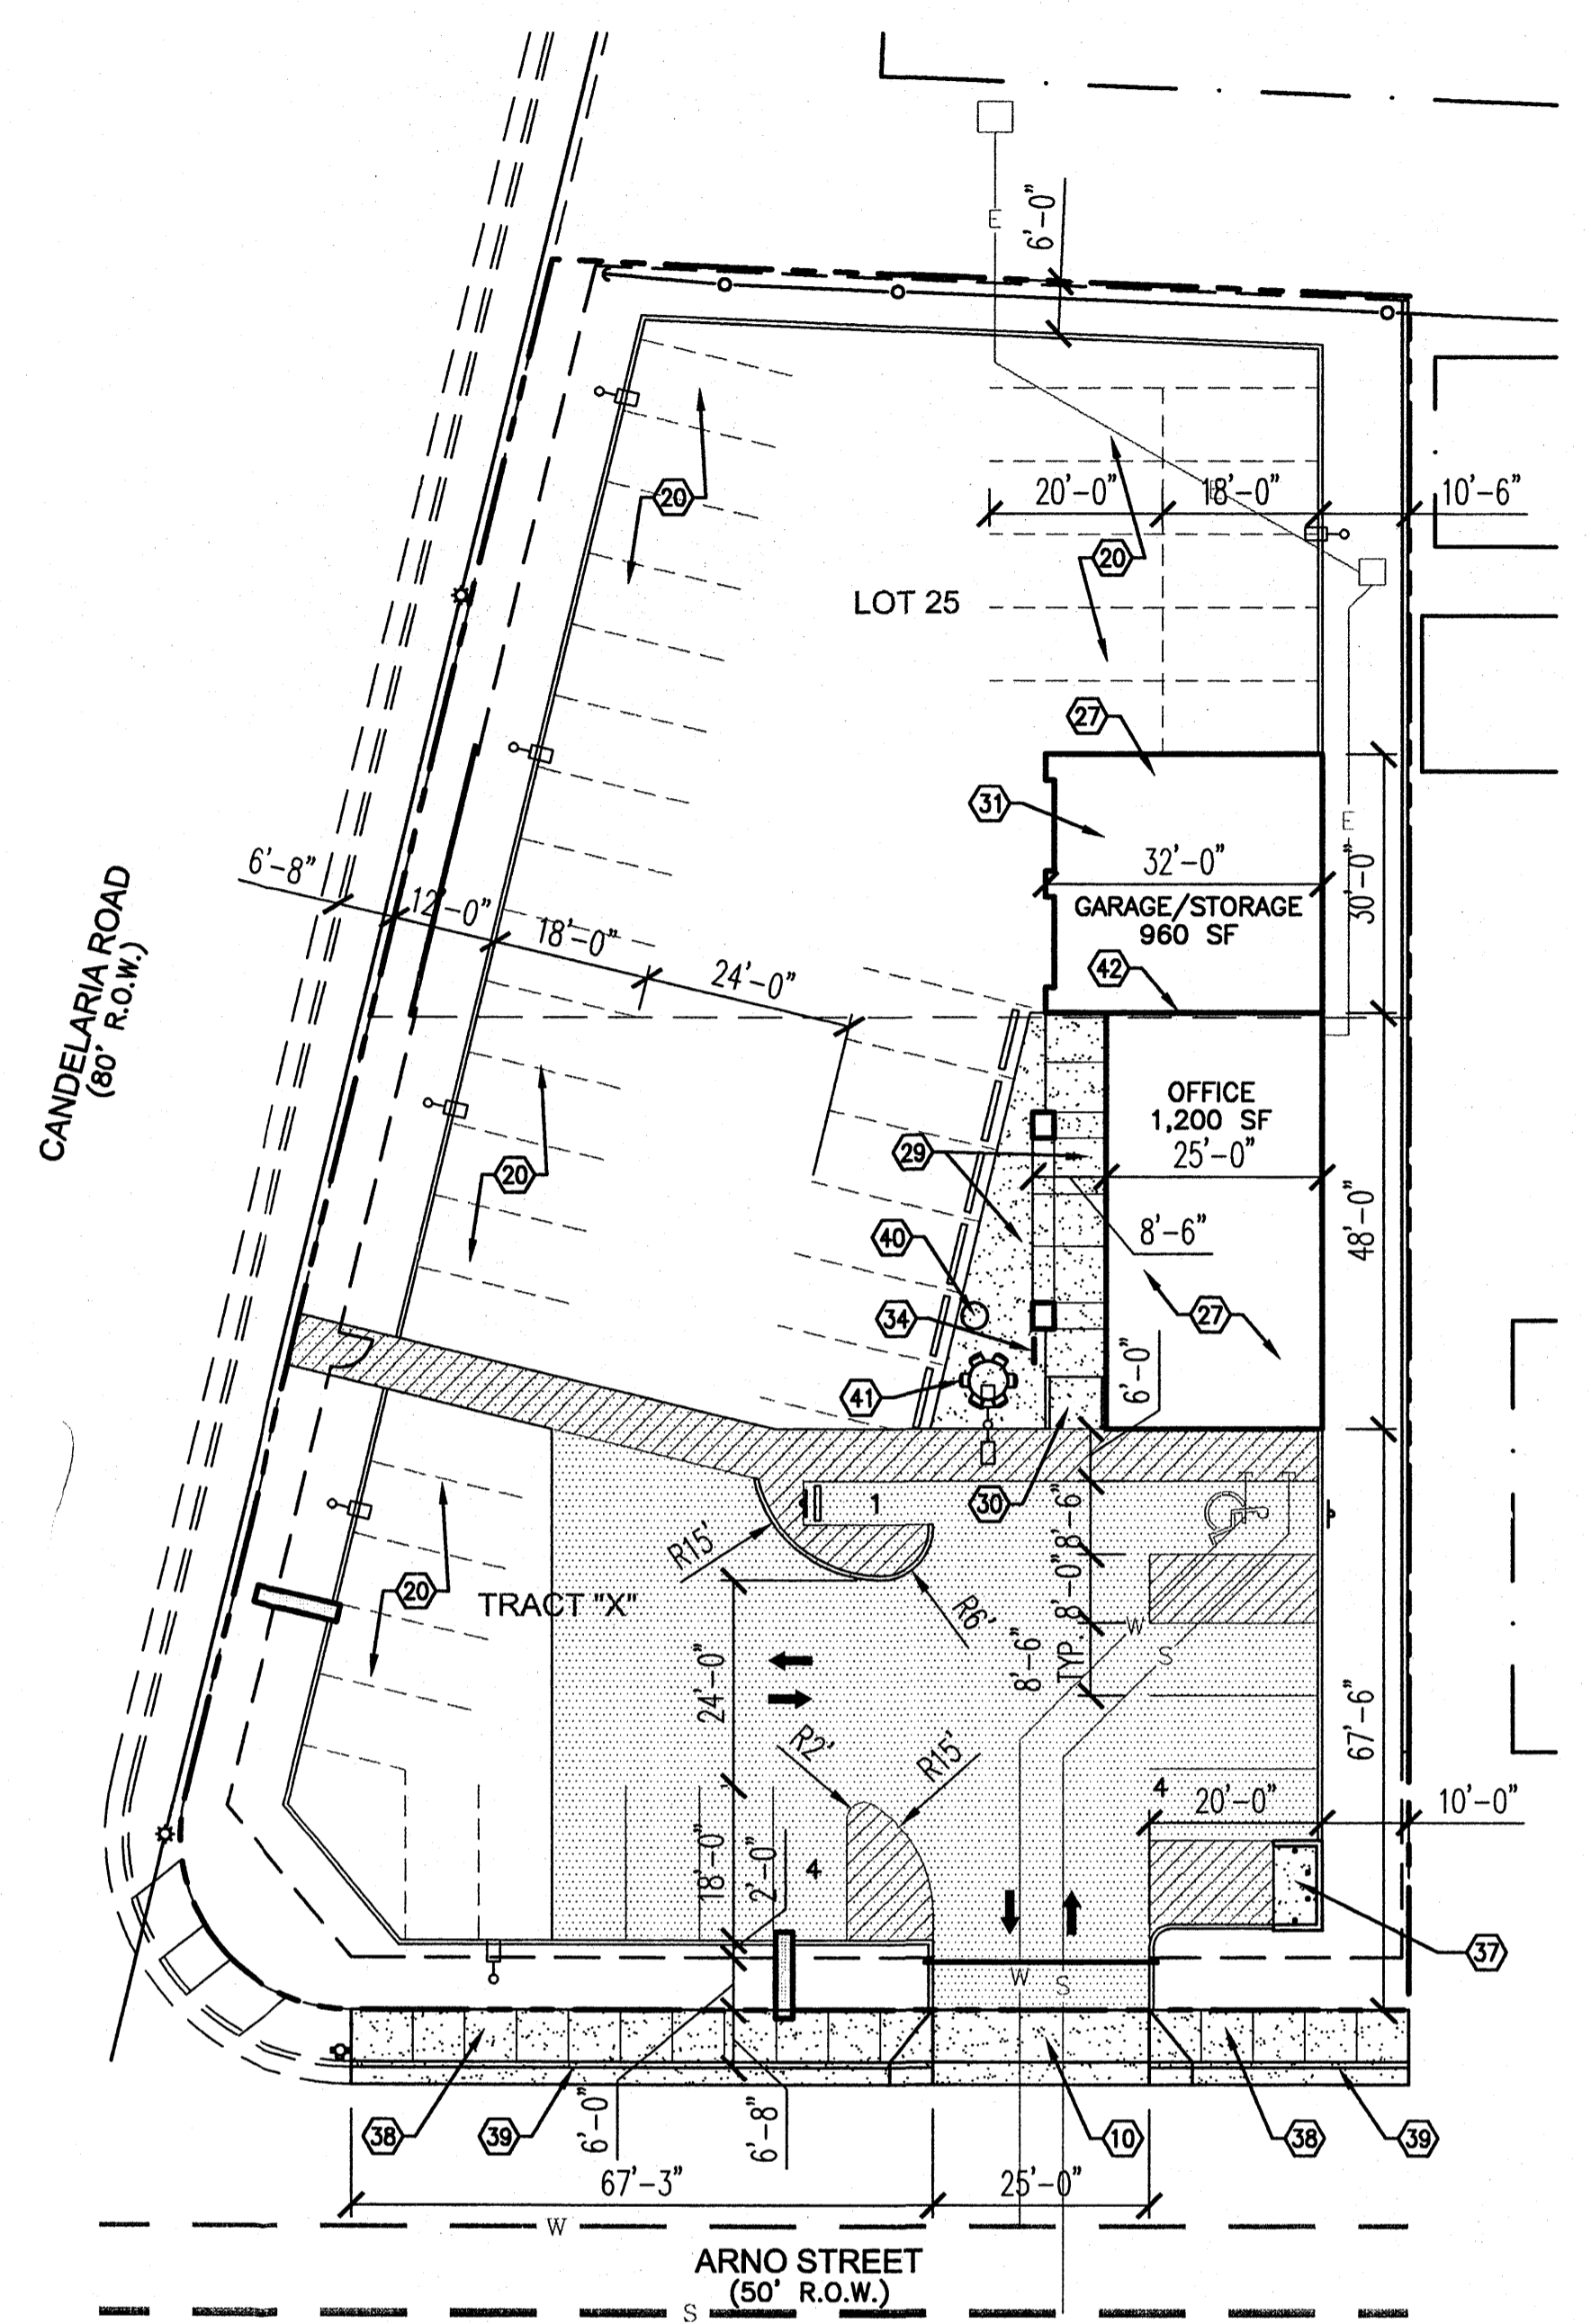 E
6'-0"
20
20'-0"
18'-0"
E
10'-6"
20
LOT 25
27
31
E
32'-0"
30'-0"
GARAGE/STORAGE
960 SF
42
6'-8"
12'-0"
18'-0"
24'-0"
CANDELARIA ROAD
(80' R.O.W.)
OFFICE
1,200 SF
25'-0"
29
20
8'-6"
48'-0"
40
34
27
41
6'-0"
30
1
R15'
R6'
8'-6"
8'-0"
8'-6"
TYP.
W
S
20
TRACT "X"
24'-0"
R2'
R15'
67'-6"
4
20'-0"
10'-0"
18'-0"
2'-0"
4
37
W
S
38
39
6'-0"
6'-8"
10
38
39
67'-3"
25'-0"
W
ARNO STREET
(50' R.O.W.)
S